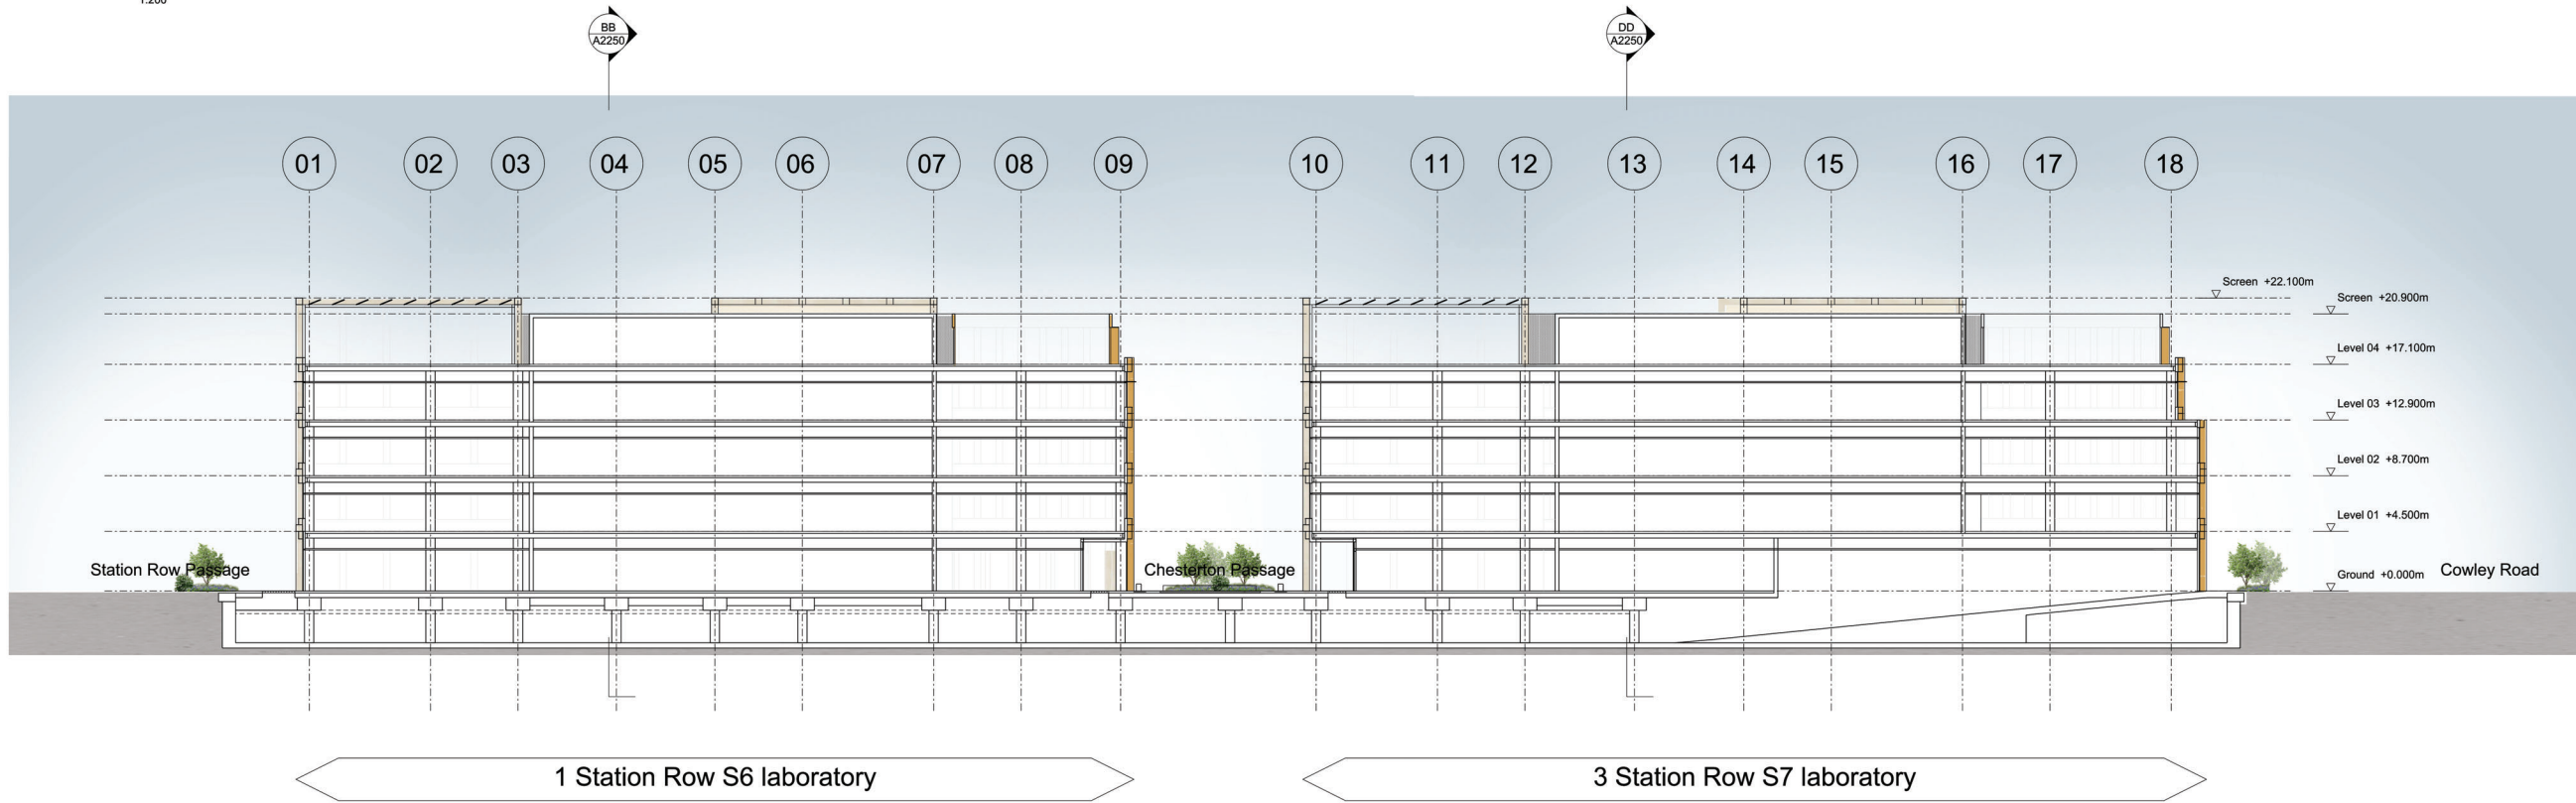 1:200
BB
A2250
DD
A2250
01
02
03
04
05
06
07
08
09
10
11
12
13
14
15
16
17
18
Screen +22.100m
Screen +20.900m
Level 04 +17.100m
Level 03 +12.900m
Level 02 +8.700m
Level 01 +4.500m
Station Row Passage
Chesterton Passage
Ground +0.000m
Cowley Road
1 Station Row S6 laboratory
3 Station Row S7 laboratory